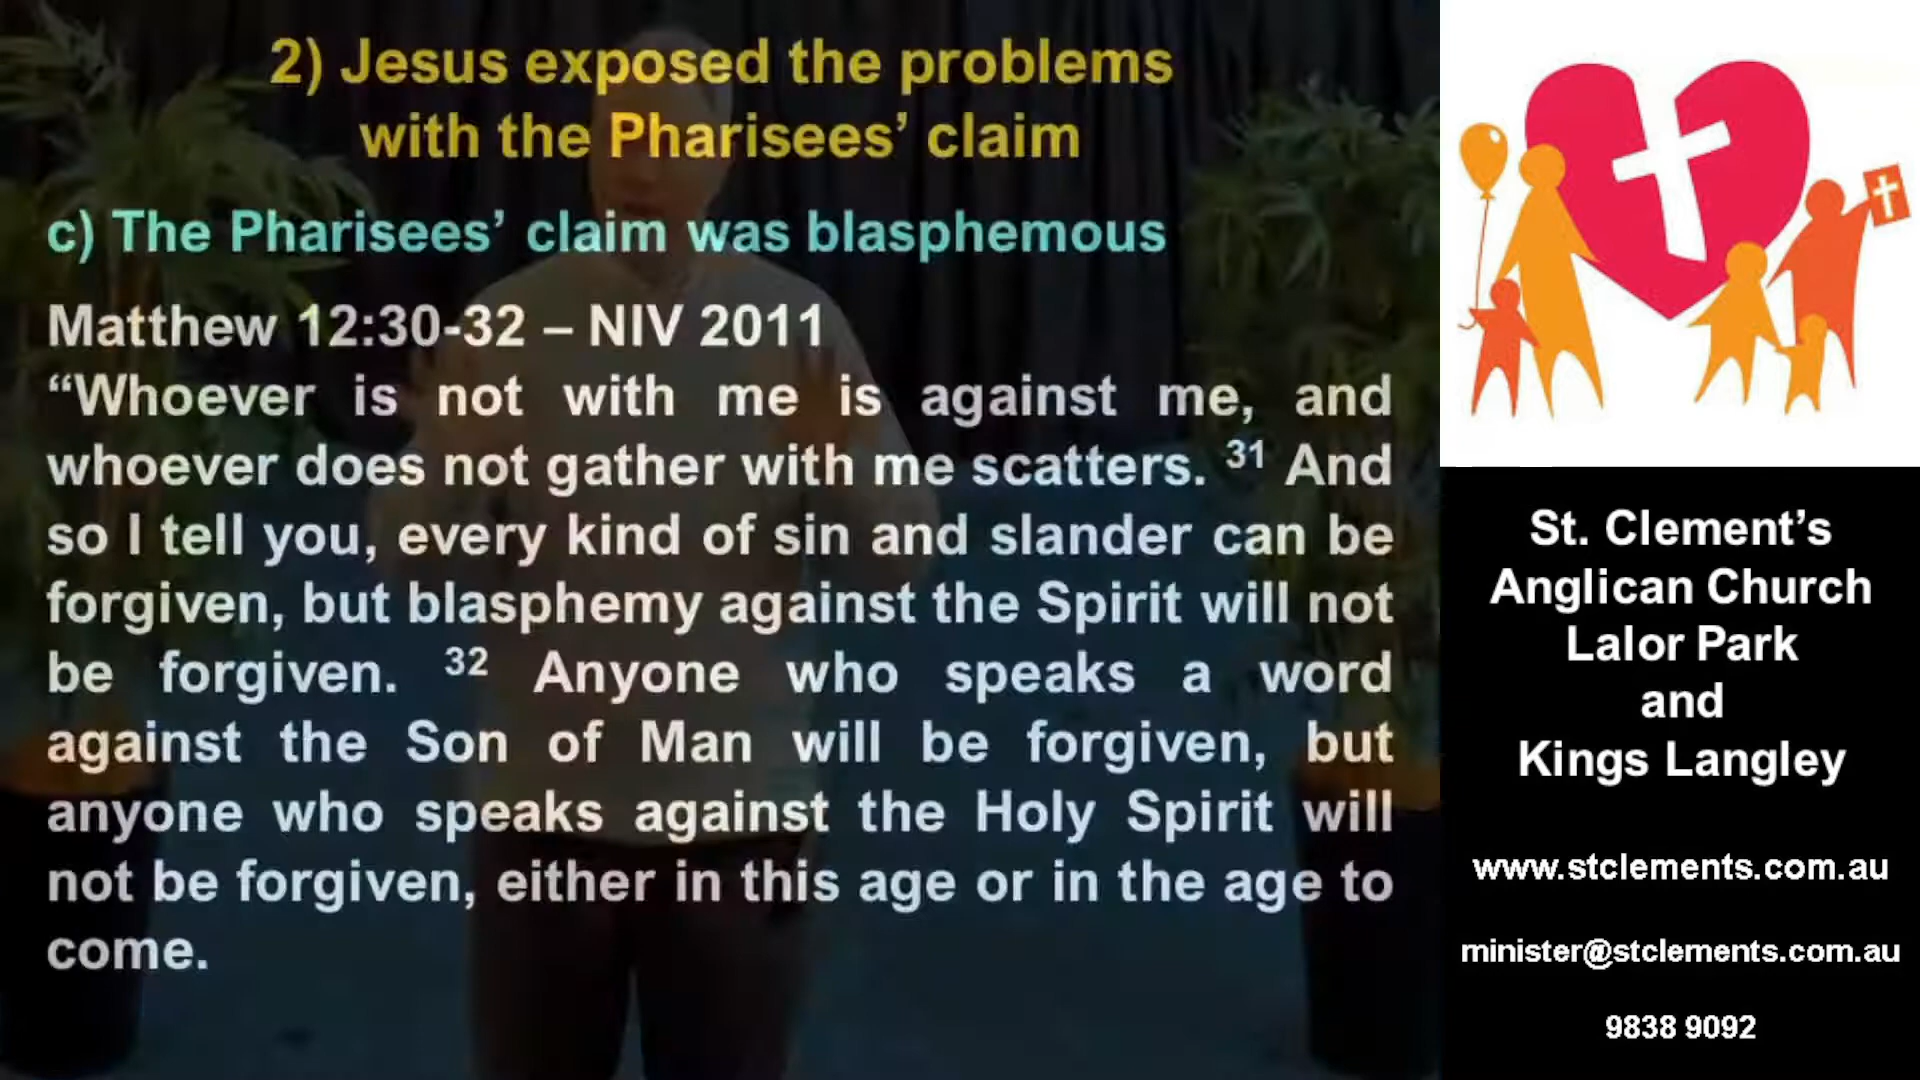 2) Jesus exposed the problems
with the Pharisees’ claim
c) The Pharisees’ claim was blasphemous
Matthew 12:30-32 – NIV 2011
“Whoever is not with me is against me, and
whoever does not gather with me scatters. 31 And
so I tell you, every kind of sin and slander can be
forgiven, but blasphemy against the Spirit will not
be forgiven. 32 Anyone who speaks a word
against the Son of Man will be forgiven, but
anyone who speaks against the Holy Spirit will
not be forgiven, either in this age or in the age to
come.
St. Clement’s
Anglican Church
Lalor Park
and
Kings Langley
www.stclements.com.au
minister@stclements.com.au
9838 9092